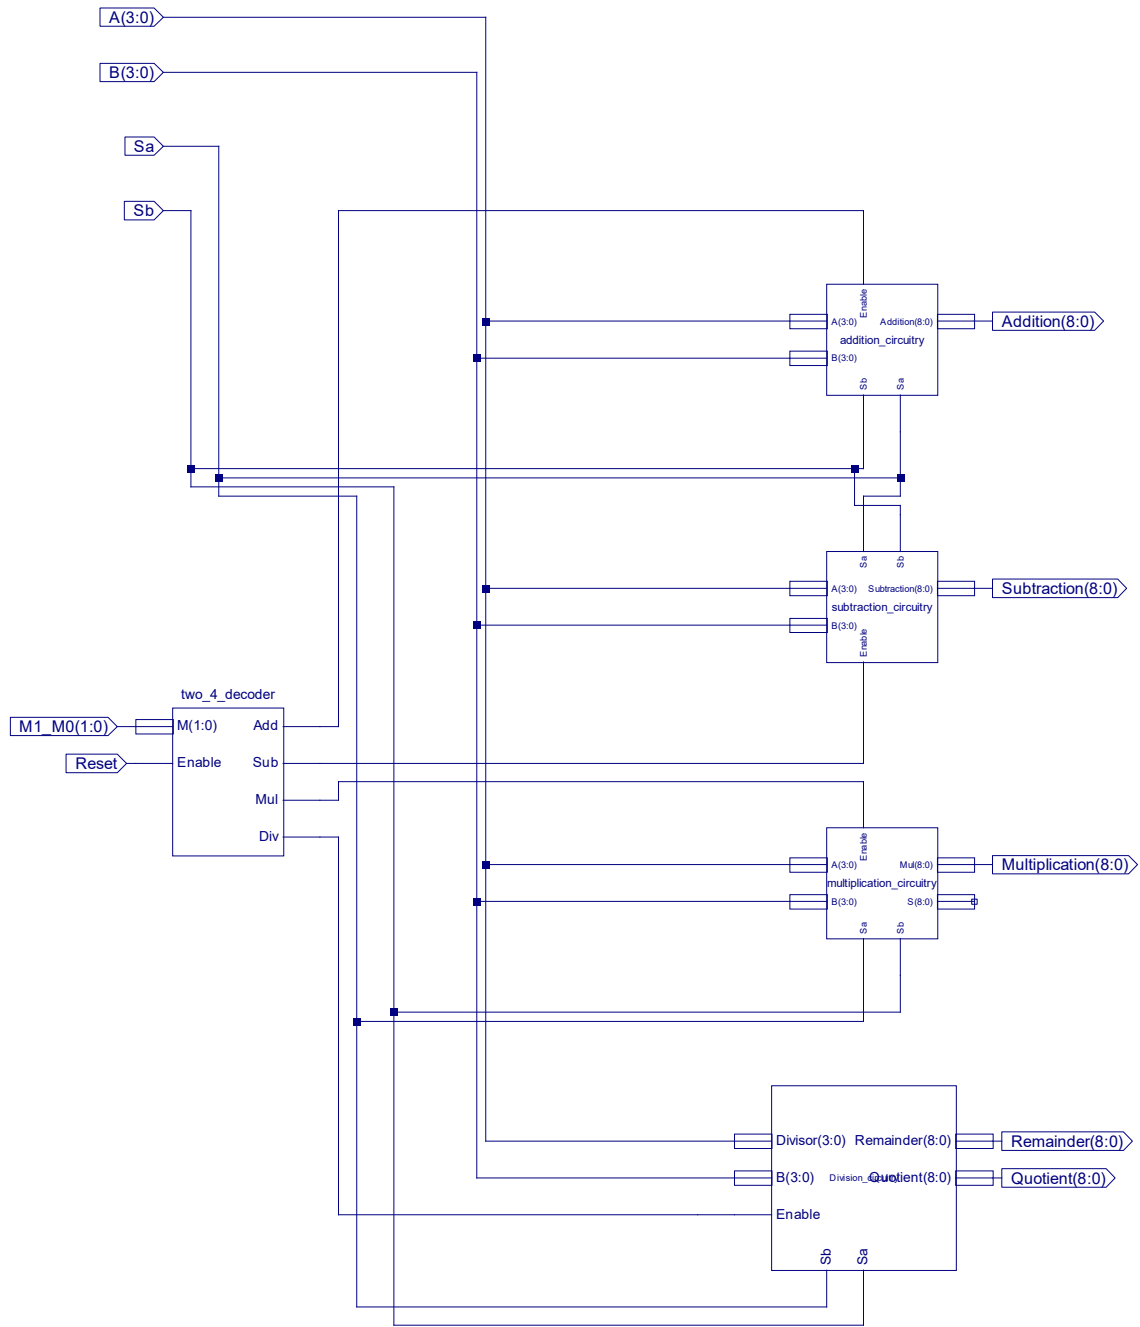 A(3:0)
B(3:0)
Sa
Sb
Enable
A(3:0) Addition(8:0)
addition_circuitry
B(3:0)
Sb Sa
Addition(8:0)
Sa Sb
A(3:0) Subtraction(8:0)
subtraction_circuitry
B(3:0)
Enable
Subtraction(8:0)
two_4_decoder
M1_M0(1:0)
M(1:0) Add
Reset
Enable Sub
Mul
Div
Enable
A(3:0) Mul(8:0)
multiplication_circuitry
B(3:0) S(8:0)
Sa Sb
Multiplication(8:0)
Divisor(3:0) Remainder(8:0)
B(3:0) Quotient(8:0)
Enable
Sb Sa
Remainder(8:0)
Quotient(8:0)